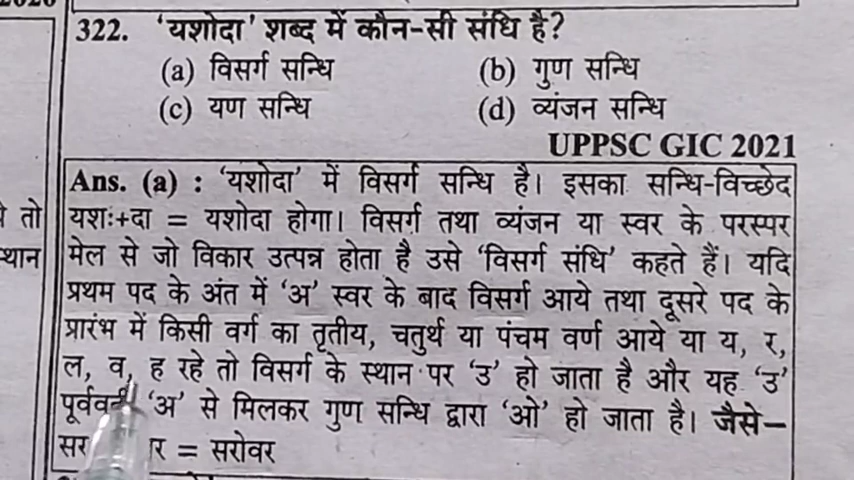 322. 'यशोदा' शब्द में कौन-सी संधि है?
(a) विसर्ग सन्धि (b) गुण सन्धि
(c) यण सन्धि (d) व्यंजन सन्धि
UPPSC GIC 2021
Ans. (a) : 'यशोदा' में विसर्ग सन्धि है। इसका सन्धि-विच्छेद
यशः+दा = यशोदा होगा। विसर्ग तथा व्यंजन या स्वर के परस्पर
मेल से जो विकार उत्पन्न होता है उसे 'विसर्ग संधि' कहते हैं। यदि
प्रथम पद के अंत में 'अ' स्वर के बाद विसर्ग आये तथा दूसरे पद के
प्रारंभ में किसी वर्ग का तृतीय, चतुर्थ या पंचम वर्ण आये या य, र,
ल, व, ह रहे तो विसर्ग के स्थान पर 'उ' हो जाता है और यह 'उ'
'अ' से मिलकर गुण सन्धि द्वारा 'ओ' हो जाता है। जैसे–
= सरोवर
तो
स्थान